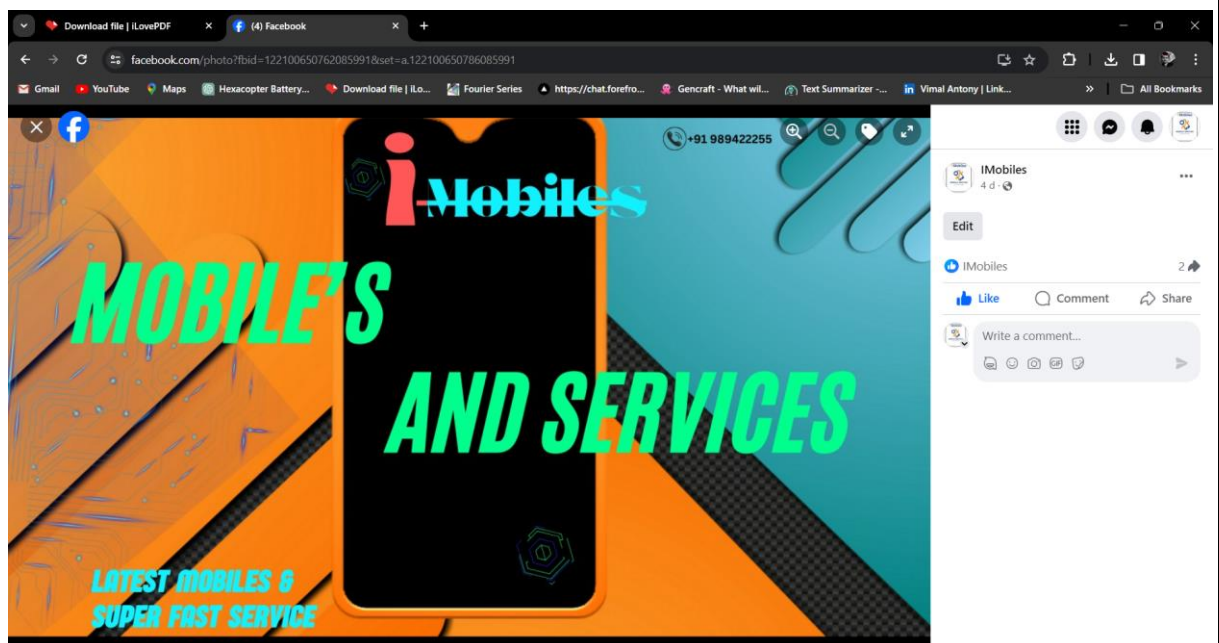 Download file | iLovePDF
(4) Facebook
facebook.com/photo?fbid=122100650762085991&set=a.122100650786085991
Gmail
YouTube
Maps
Hexacopter Battery...
Download file | iLo...
Fourier Series
https://chat.forefro...
Gencraft - What wil...
Text Summarizer -...
Vimal Antony | Link...
»
All Bookmarks
+91 989422255
i-Mobiles
MOBILE'S
AND SERVICES
LATEST MOBILES &
SUPER FAST SERVICE
IMobiles
4 d ·
Edit
IMobiles
2
Like
Comment
Share
Write a comment...
GIF